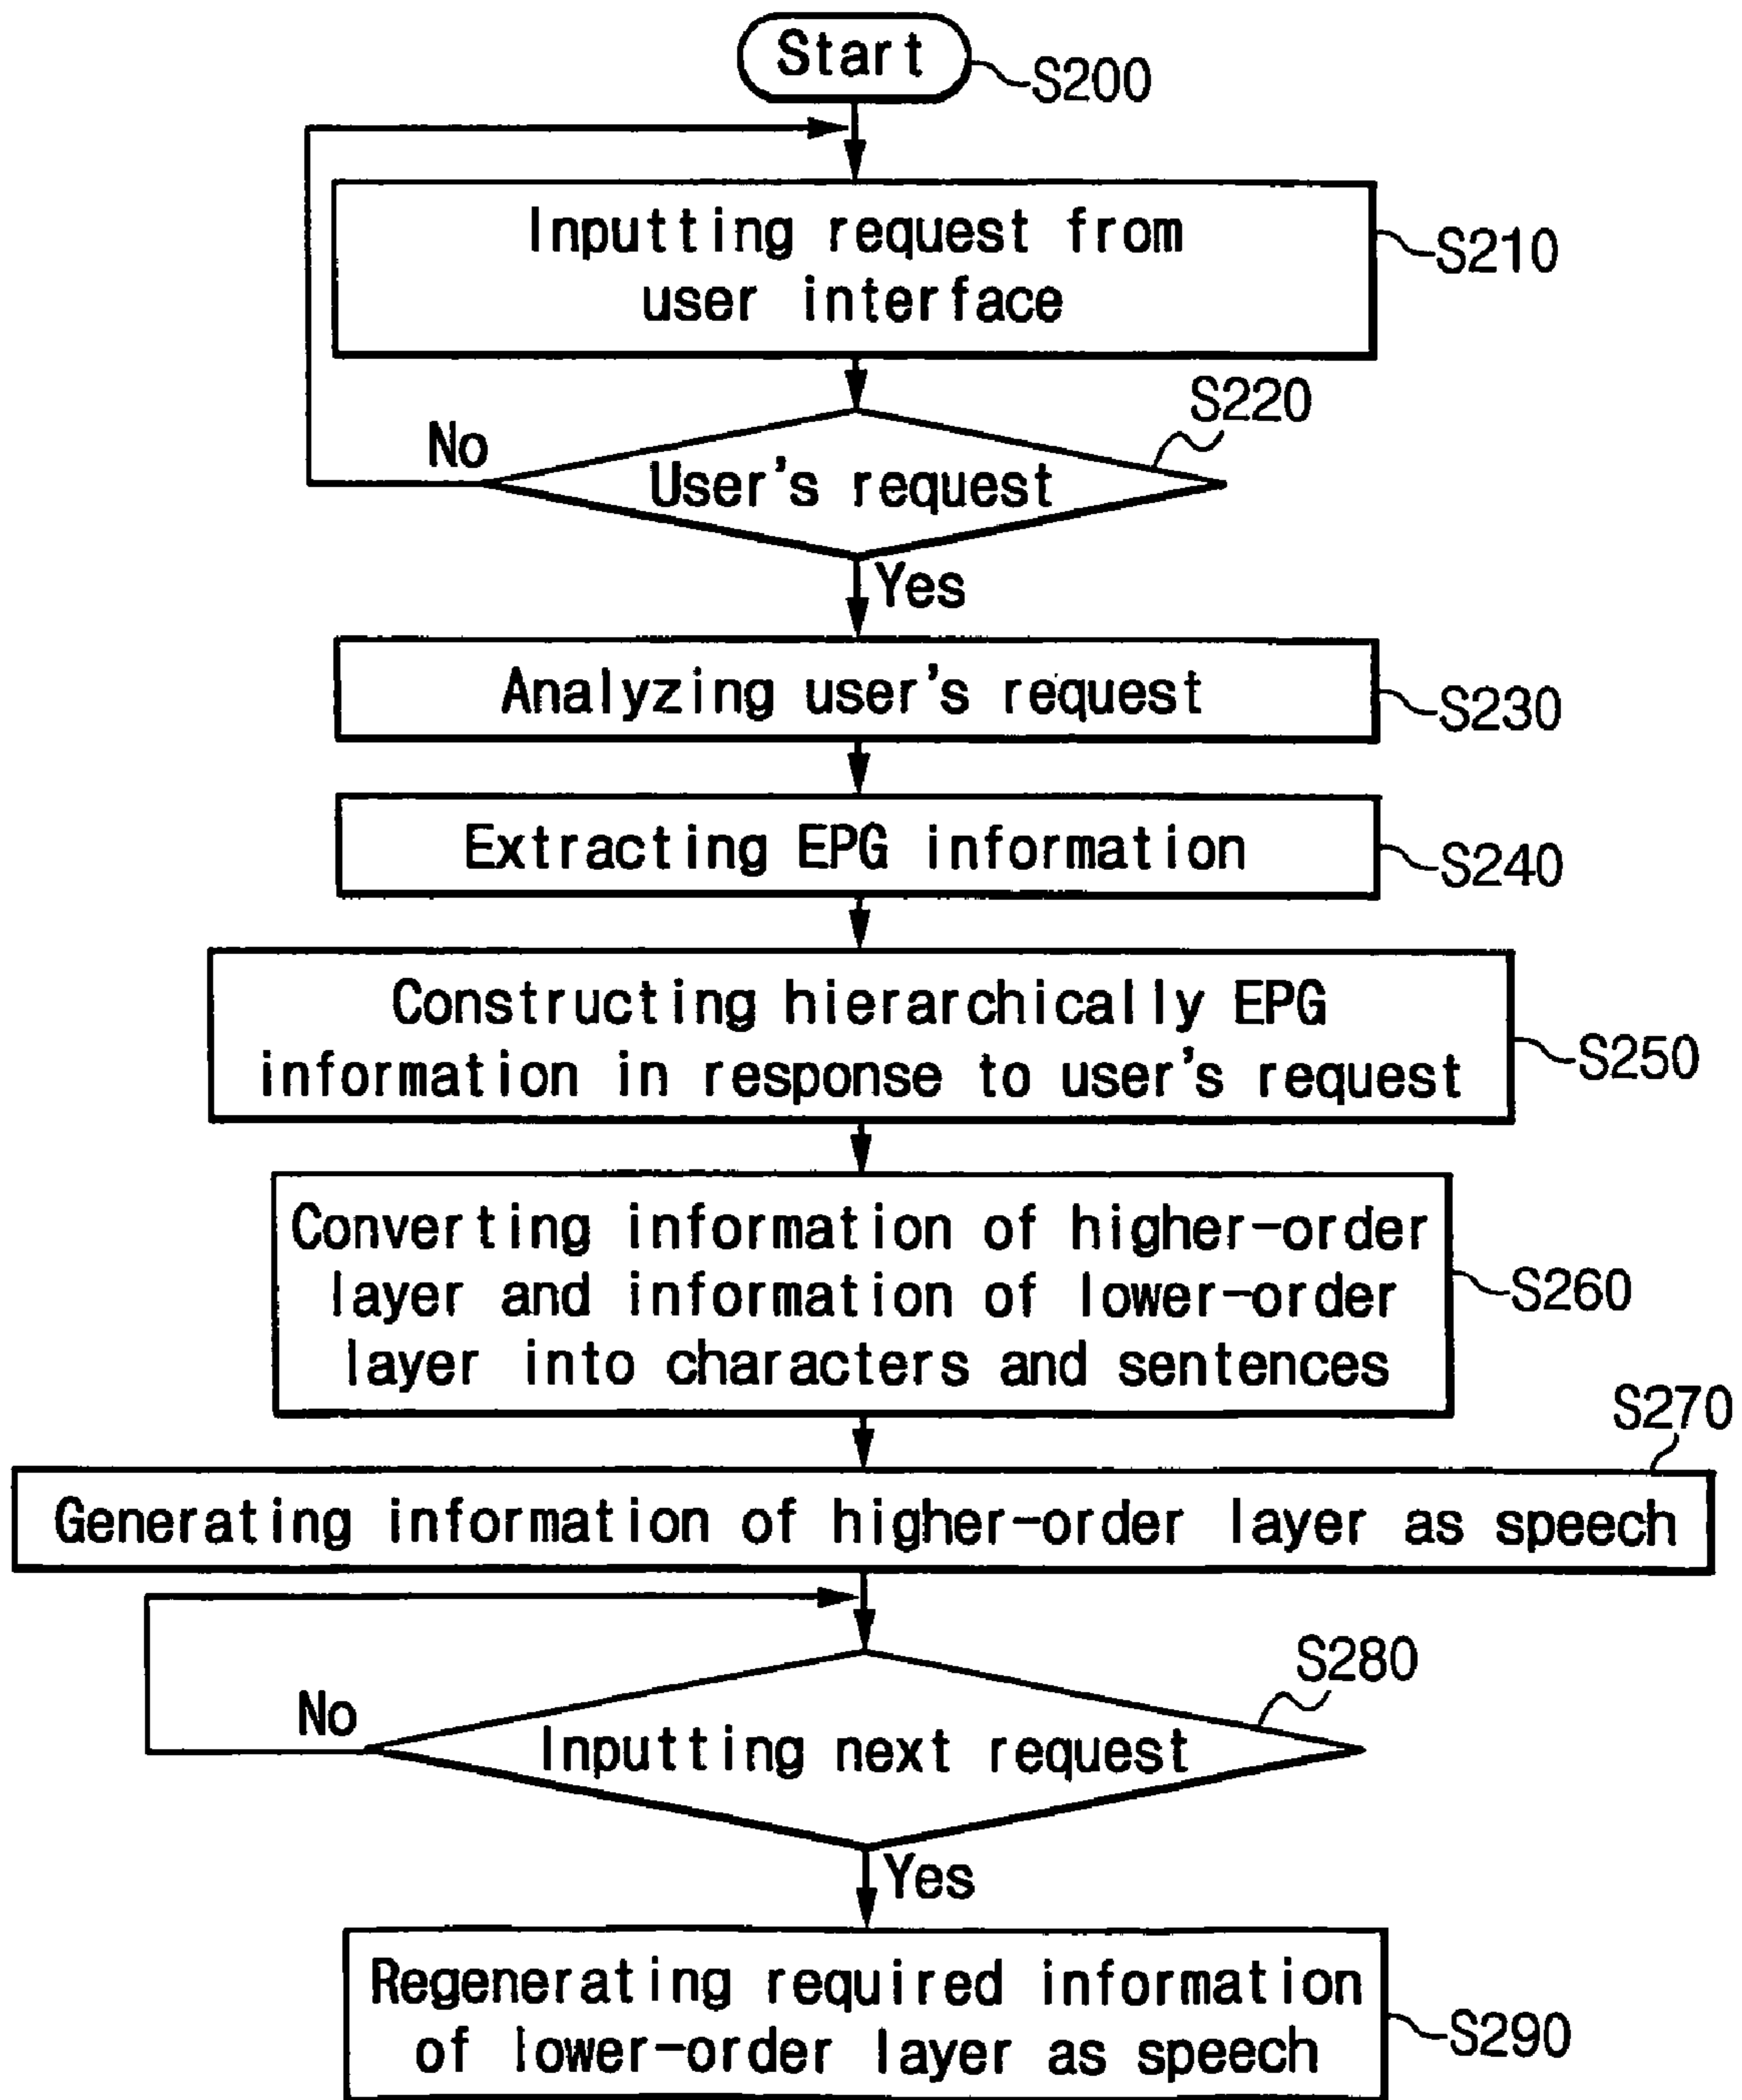 Start
S200
Inputting request from
user interface
S210
S220
No
User's request
Yes
Analyzing user's request
S230
Extracting EPG information
S240
Constructing hierarchically EPG
information in response to user's request
S250
Converting information of higher-order
layer and information of lower-order
layer into characters and sentences
S260
S270
Generating information of higher-order layer as speech
S280
No
Inputting next request
Yes
Regenerating required information
of lower-order layer as speech
S290